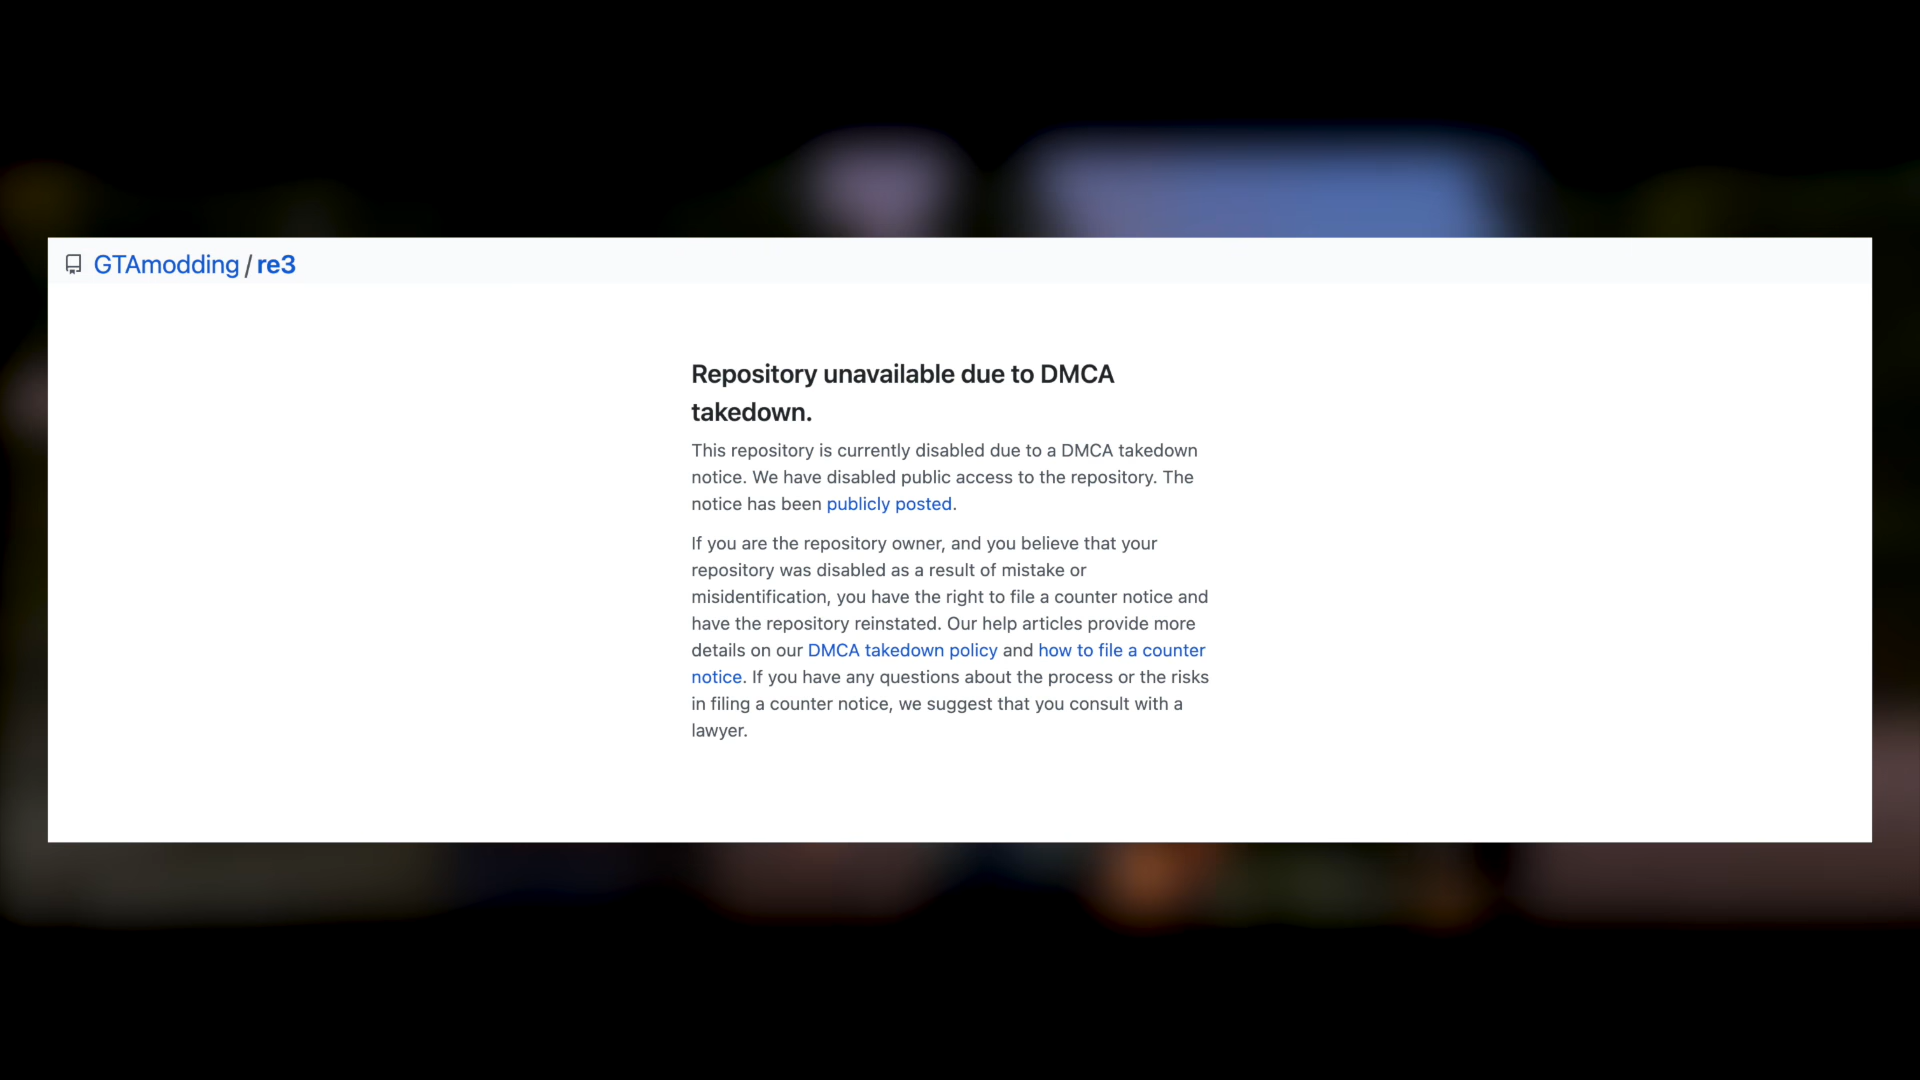 GTAmodding / re3
Repository unavailable due to DMCA
takedown.
This repository is currently disabled due to a DMCA takedown
notice. We have disabled public access to the repository. The
notice has been publicly posted.
If you are the repository owner, and you believe that your
repository was disabled as a result of mistake or
misidentification, you have the right to file a counter notice and
have the repository reinstated. Our help articles provide more
details on our DMCA takedown policy and how to file a counter
notice. If you have any questions about the process or the risks
in filing a counter notice, we suggest that you consult with a
lawyer.